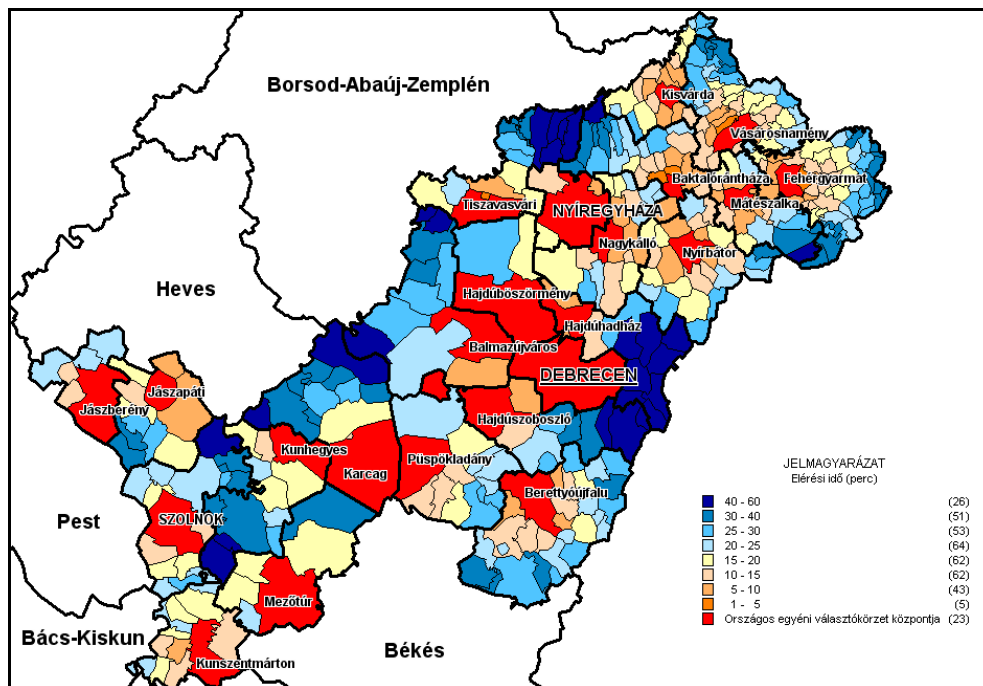 Borsod-Abaúj-Zemplén
Kisvárda
Vásárosnamény
Baktalórántháza
Fehérgyarmat
Mátészalka
Tiszavasvári
NYÍREGYHÁZA
Nagykálló
Nyírbátor
Heves
Hajdúböszörmény
Hajdúhadház
Balmazújváros
DEBRECEN
Jászapáti
Jászberény
Hajdúszoboszló
Kunhegyes
Karcag
Püspökladány
Berettyóújfalu
Pest
SZOLNOK
Mezőtúr
Bács-Kiskun
Kunszentmárton
Békés
JELMAGYARÁZAT
Elérési idő (perc)
40 - 60 (26)
30 - 40 (51)
25 - 30 (53)
20 - 25 (64)
15 - 20 (62)
10 - 15 (62)
5 - 10 (43)
1 - 5 (5)
Országos egyéni választókörzet központja (23)